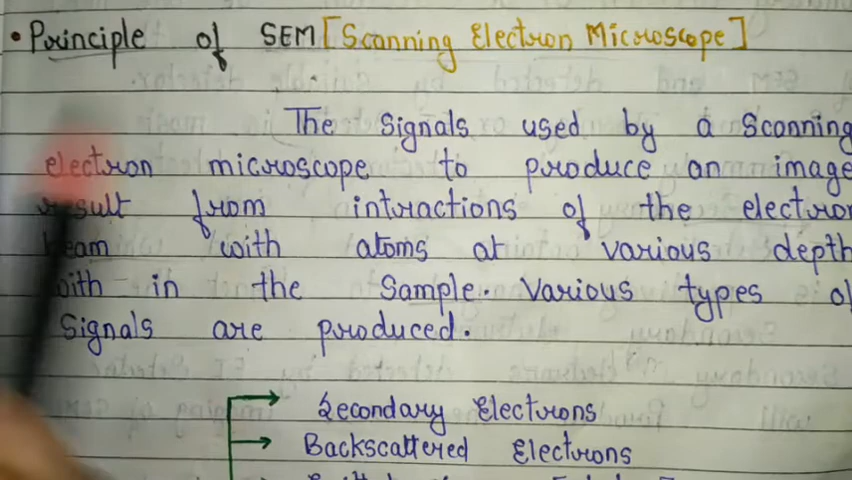 • Principle of SEM [Scanning Electron Microscope]
The Signals used by a Scanning
electron microscope to produce an image
result from intractions of the electron
beam with atoms at various depth
with in the Sample. Various types of
Signals are produced.
Secondary Electrons
Backscattered Electrons